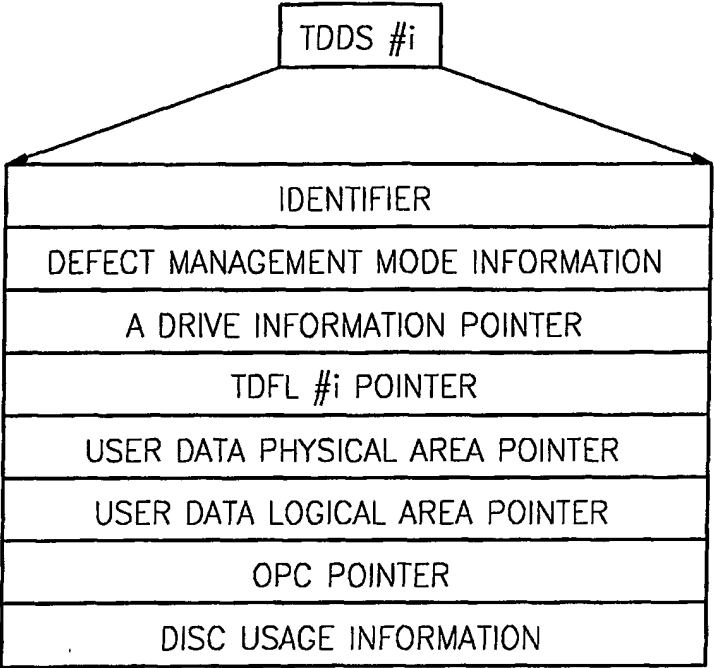 TDDS #i
IDENTIFIER
DEFECT MANAGEMENT MODE INFORMATION
A DRIVE INFORMATION POINTER
TDFL #i POINTER
USER DATA PHYSICAL AREA POINTER
USER DATA LOGICAL AREA POINTER
OPC POINTER
DISC USAGE INFORMATION